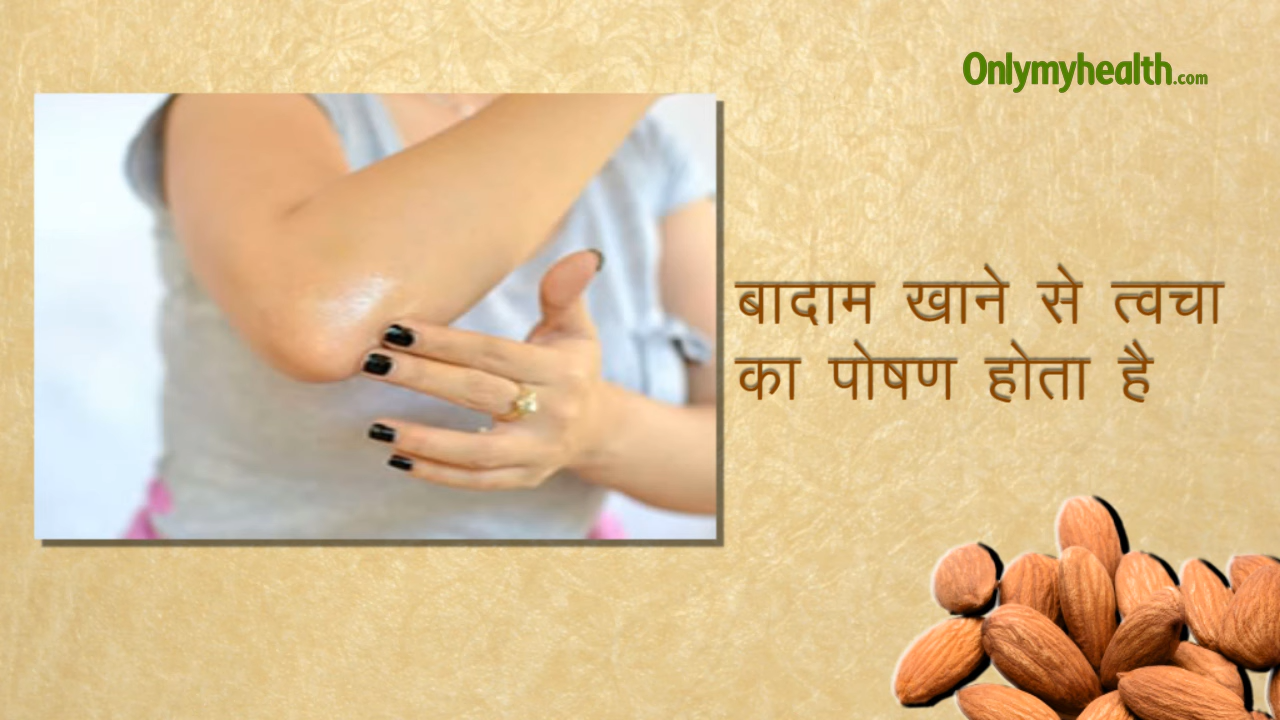 Onlymyhealth.com
बादाम खाने से त्वचा
का पोषण होता है